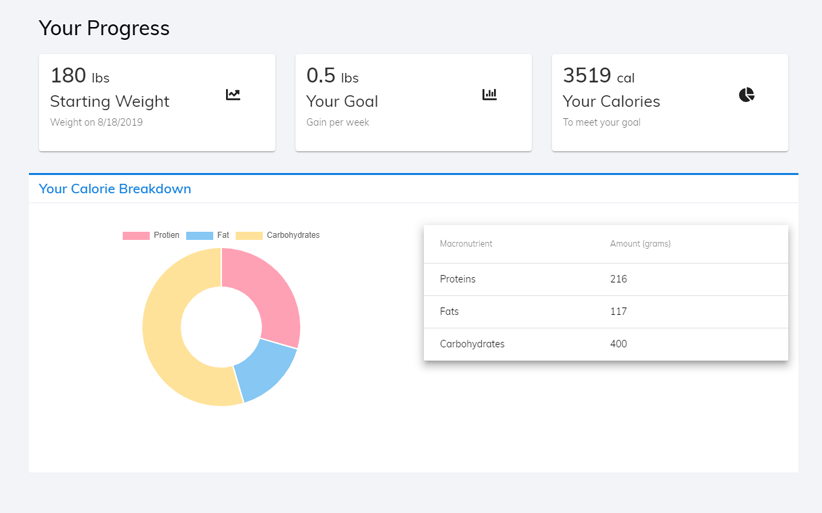 Your Progress
180 lbs
Starting Weight
Weight on 8/18/2019
0.5 lbs
Your Goal
Gain per week
3519 cal
Your Calories
To meet your goal
Your Calorie Breakdown
Protien Fat Carbohydrates
Macronutrient Amount (grams)
Proteins 216
Fats 117
Carbohydrates 400